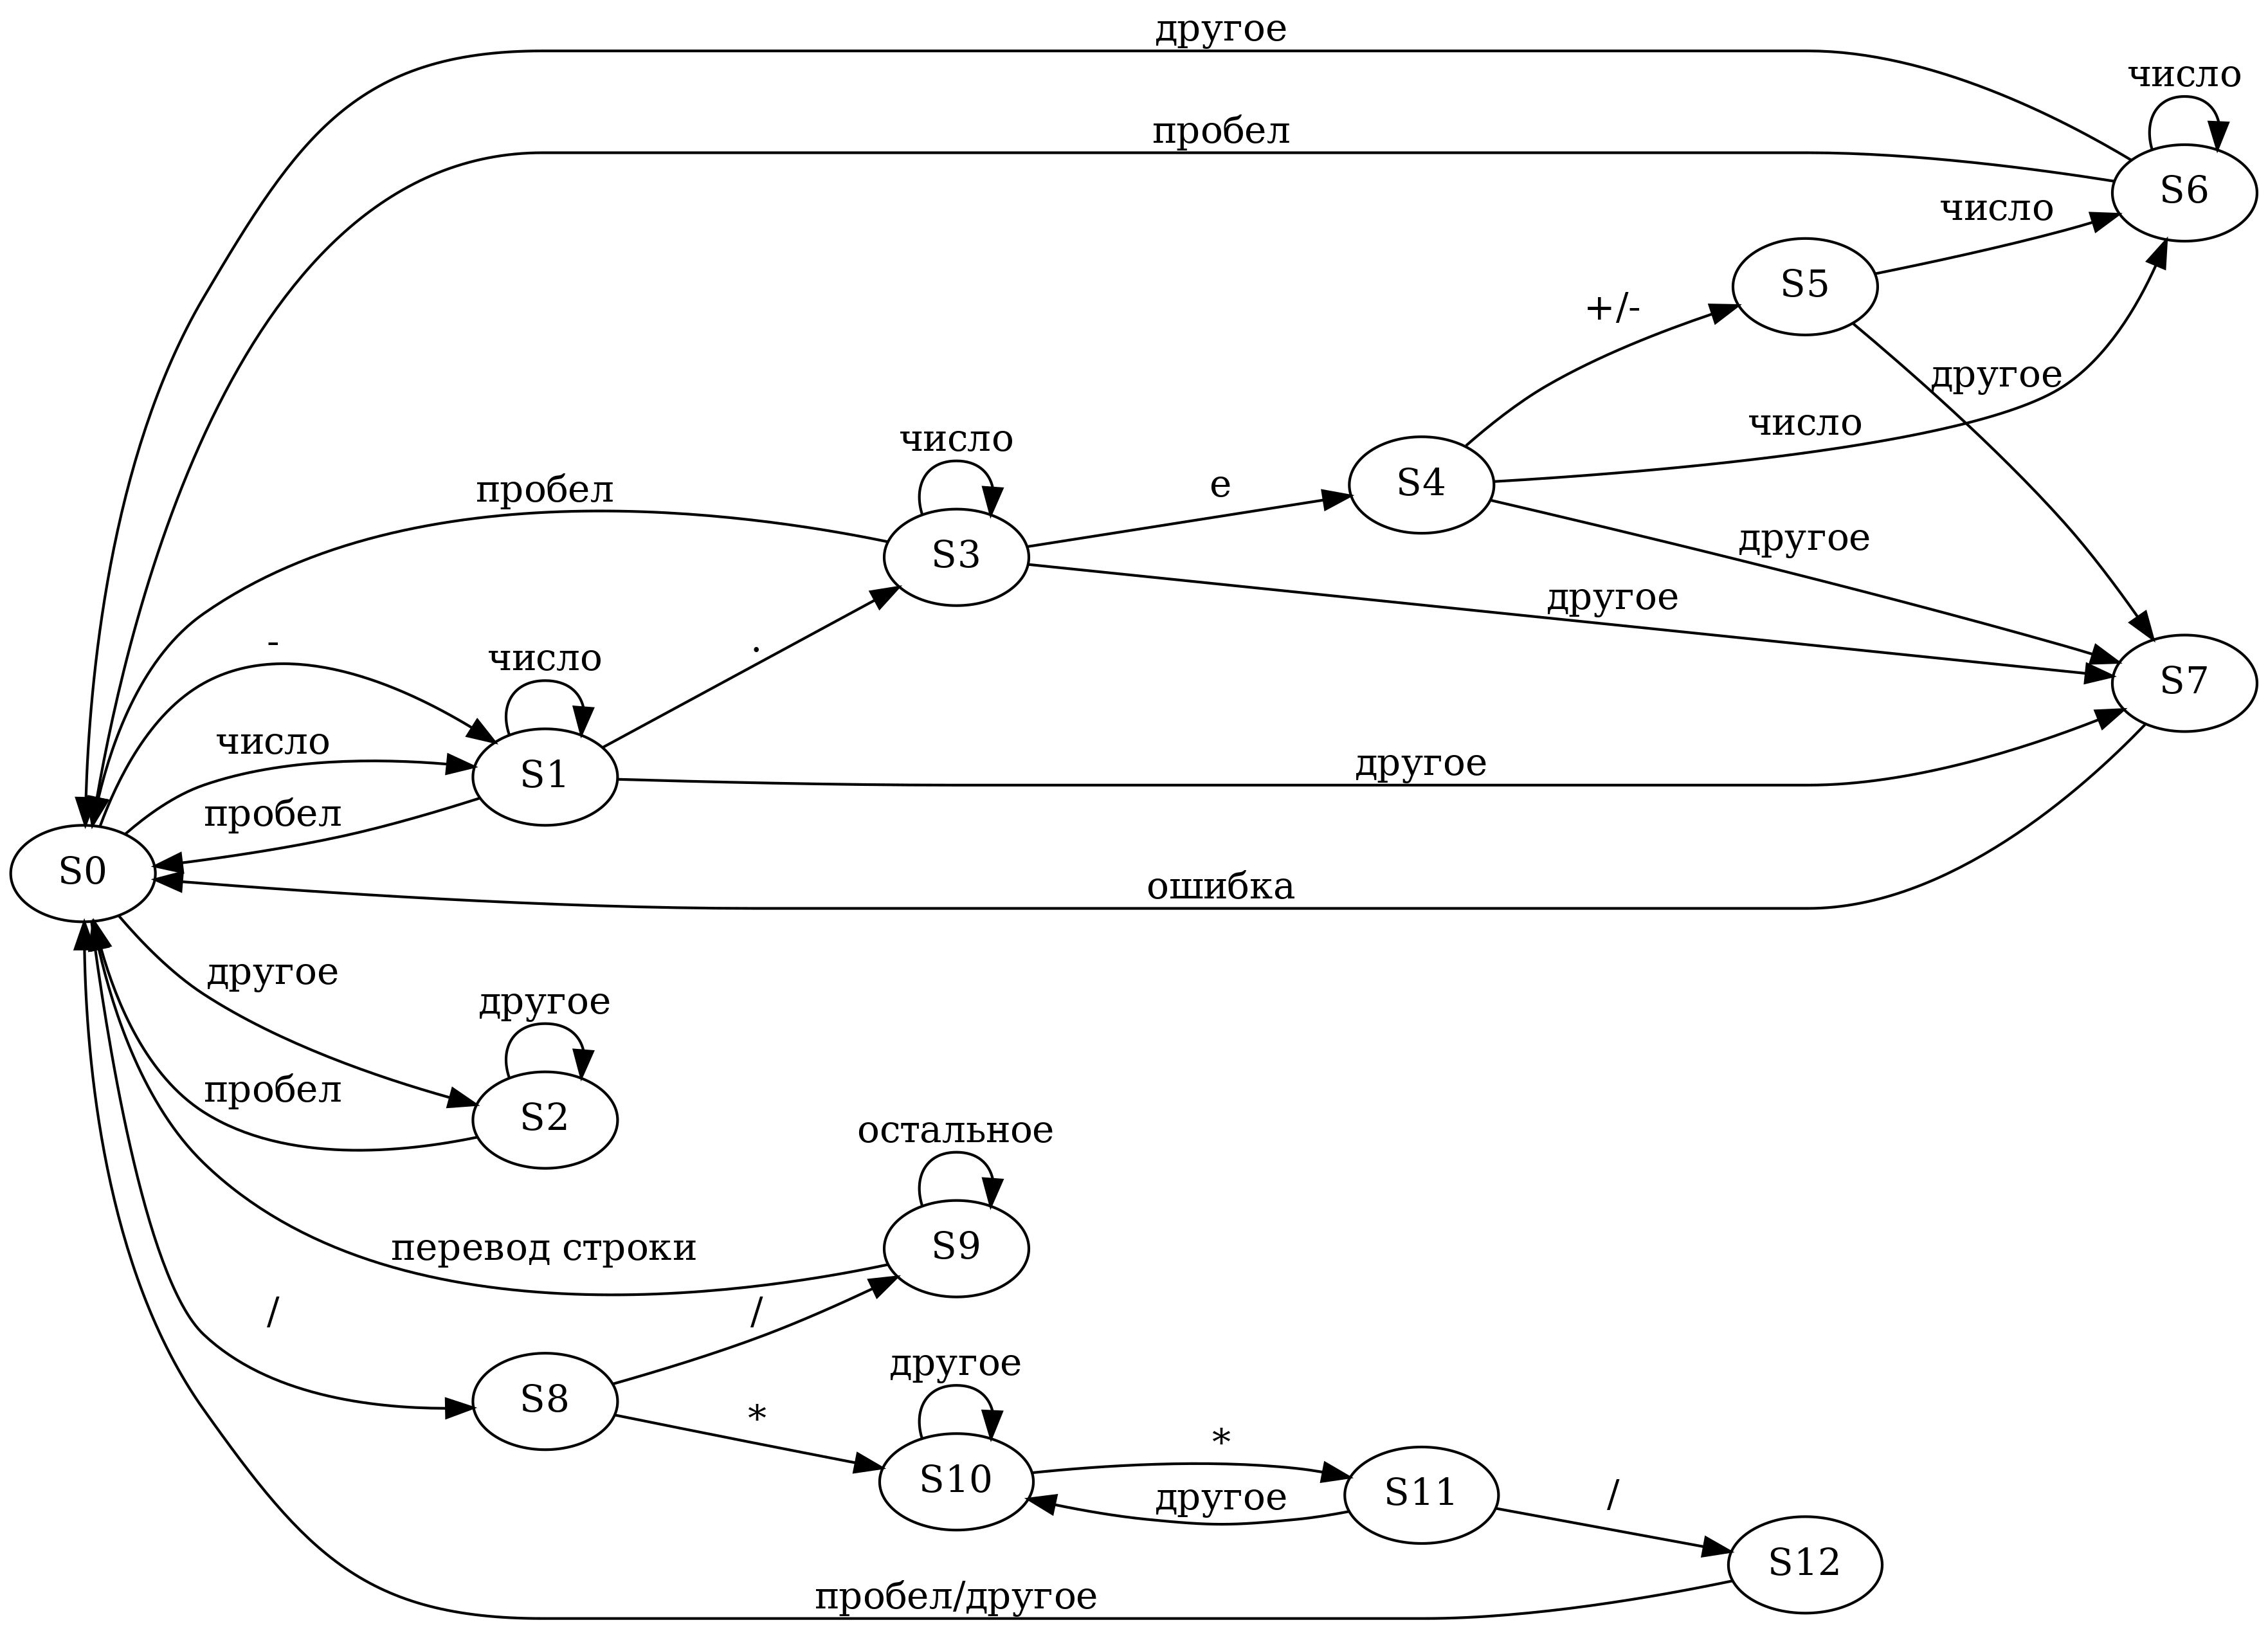 другое
число
пробел
S6
число
S5
+/-
другое
число
число
пробел
e
S4
другое
S3
другое
-
.
число
S7
число
другое
S1
пробел
S0
ошибка
другое
другое
пробел
S2
остальное
перевод строки
S9
/
/
другое
S8
*
*
S10
другое
S11
/
S12
пробел/другое